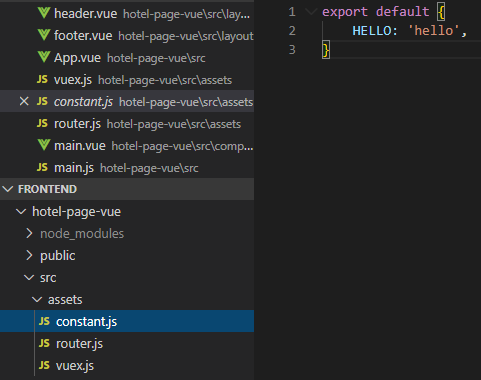 header.vue hotel-page-vue\src\lay...
footer.vue hotel-page-vue\src\layout
App.vue hotel-page-vue\src
JS vuex.js hotel-page-vue\src\assets
JS constant.js hotel-page-vue\src\assets
JS router.js hotel-page-vue\src\assets
main.vue hotel-page-vue\src\comp...
JS main.js hotel-page-vue\src
FRONTEND
hotel-page-vue
node_modules
public
src
assets
JS constant.js
JS router.js
JS vuex.js
1 export default {
2 HELLO: 'hello',
3 }